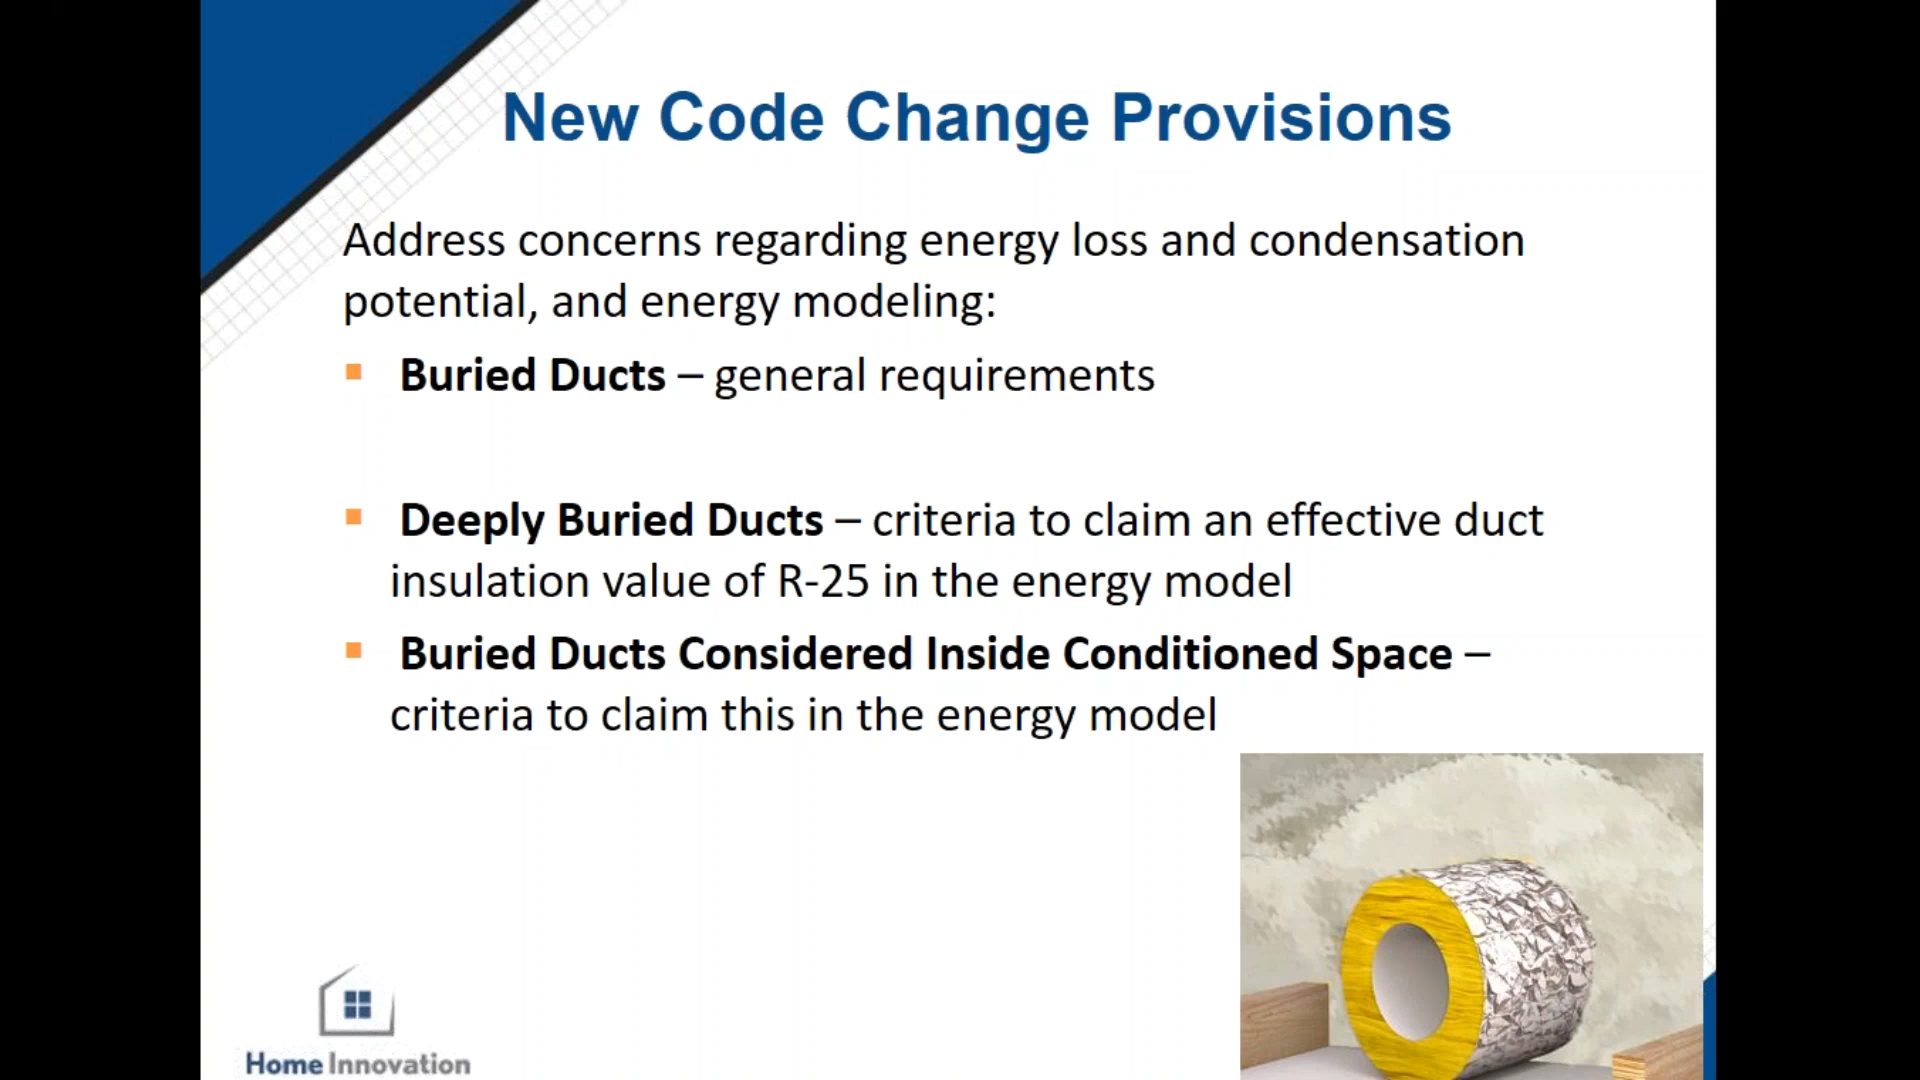 New Code Change Provisions
Address concerns regarding energy loss and condensation
potential, and energy modeling:
Buried Ducts – general requirements
Deeply Buried Ducts – criteria to claim an effective duct
insulation value of R-25 in the energy model
Buried Ducts Considered Inside Conditioned Space –
criteria to claim this in the energy model
Home Innovation